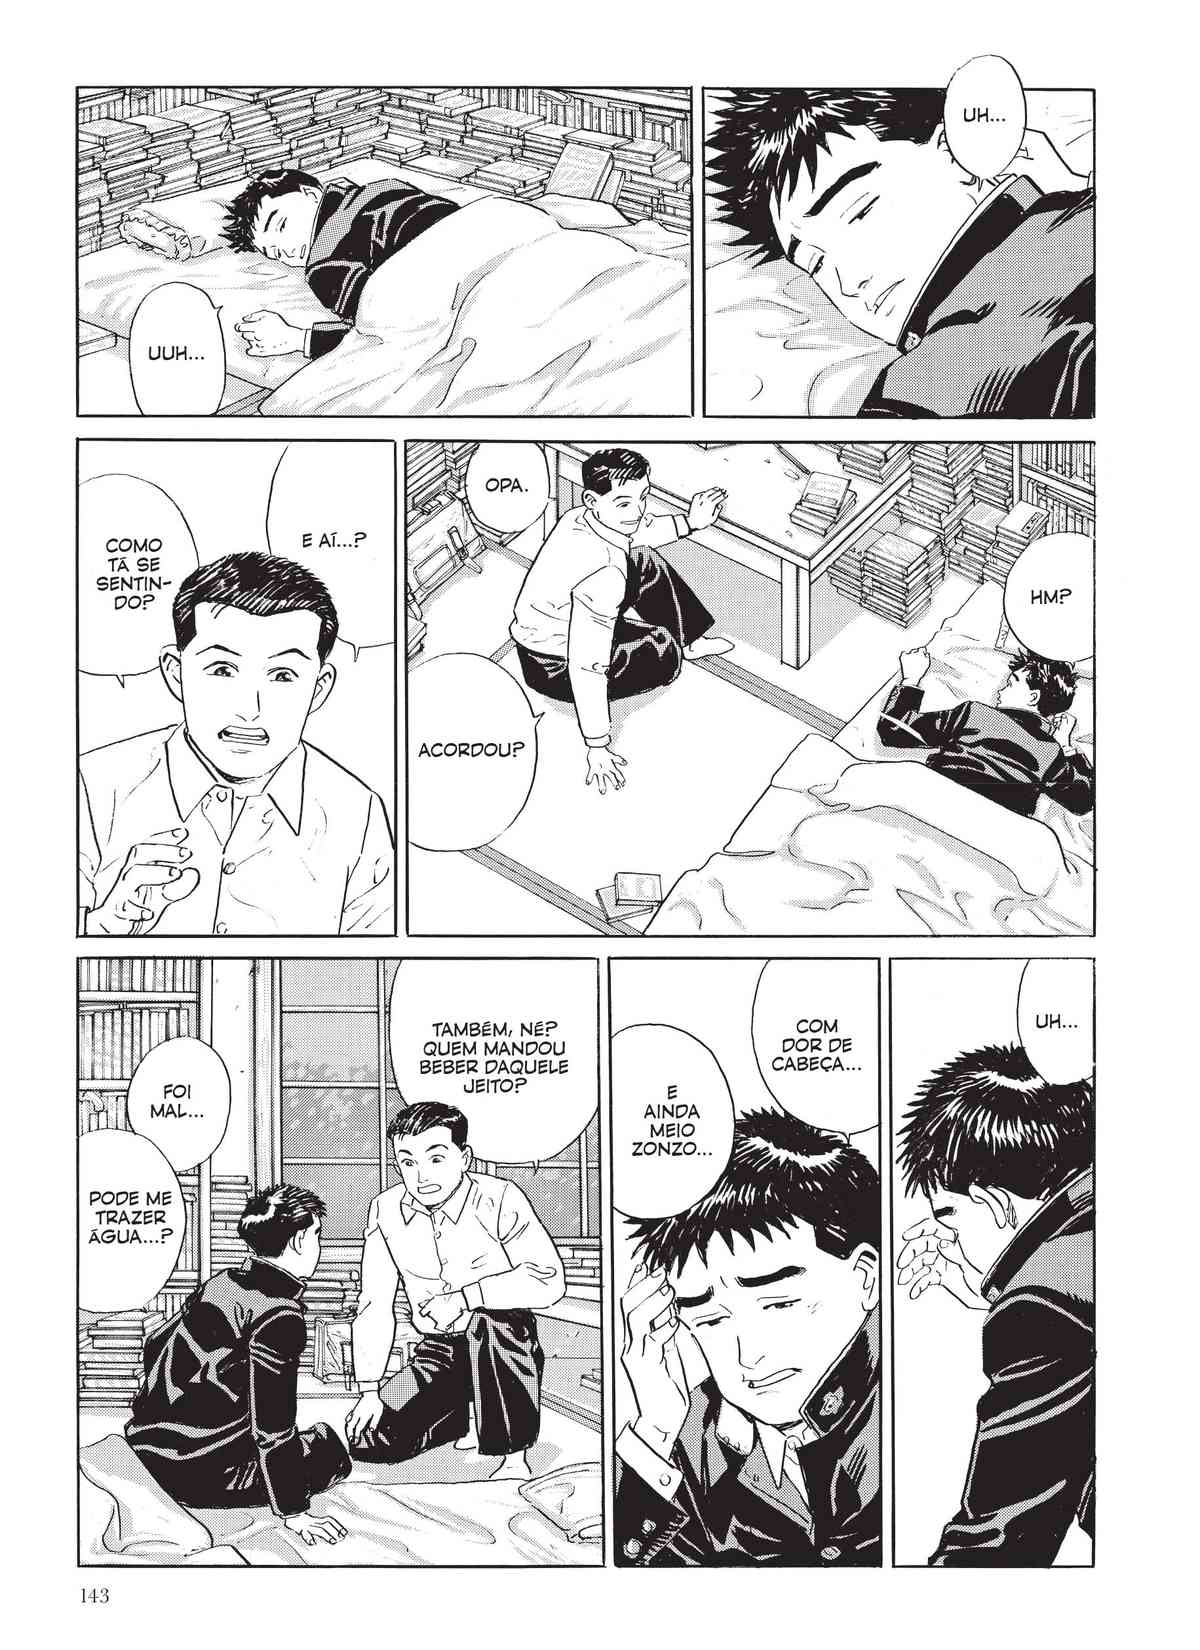 UH...
UUH...
OPA.
HM?
ACORDOU?
E AÍ...?
COMO
TÁ SE
SENTIN-
DO?
UH...
COM
DOR DE
CABEÇA...
E
AINDA
MEIO
ZONZO...
TAMBÉM, NÉ?
QUEM MANDOU
BEBER DAQUELE
JEITO?
FOI
MAL...
PODE ME
TRAZER
ÁGUA...?
143